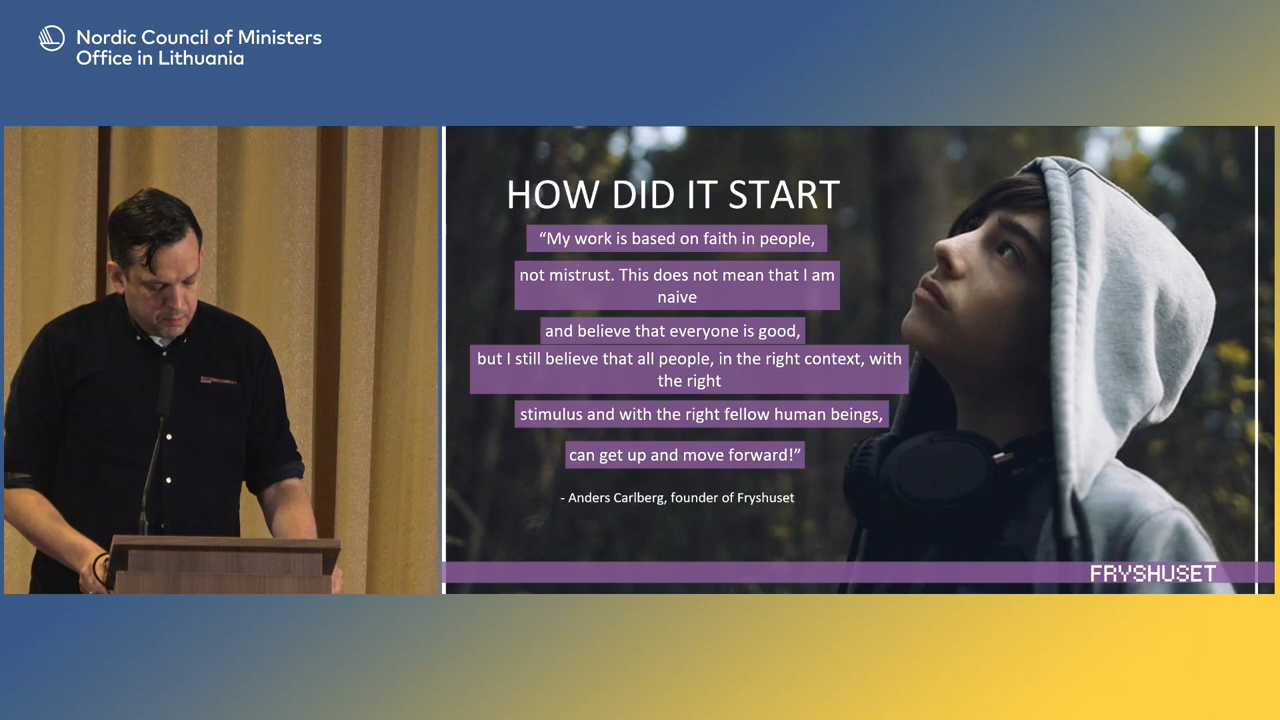 Nordic Council of Ministers
Office in Lithuania
HOW DID IT START
“My work is based on faith in people,
not mistrust. This does not mean that I am
naive
and believe that everyone is good,
but I still believe that all people, in the right context, with
the right
stimulus and with the right fellow human beings,
can get up and move forward!”
- Anders Carlberg, founder of Fryshuset
FRYSHUSET